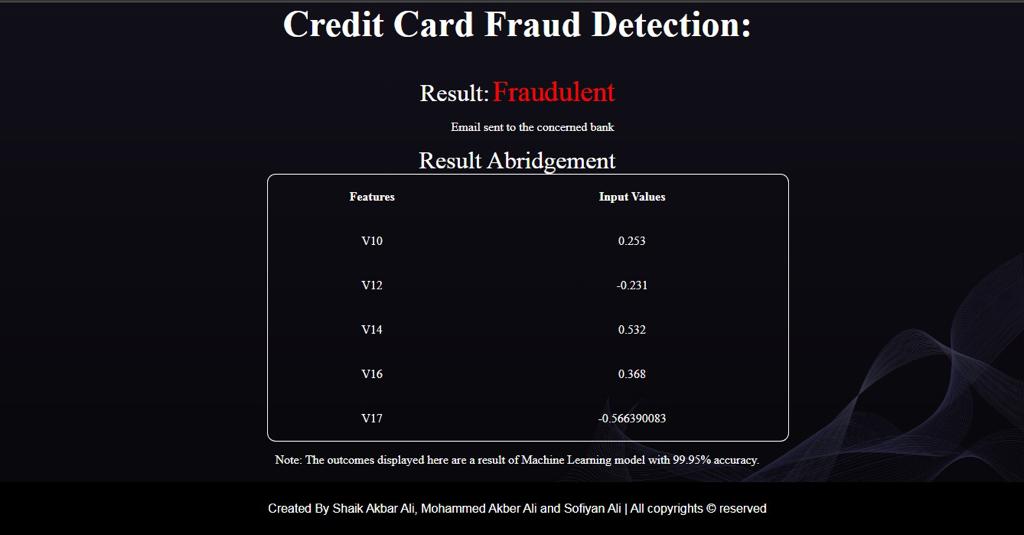 Credit Card Fraud Detection:
Result: Fraudulent
Email sent to the concerned bank
Result Abridgement
Features Input Values
V10 0.253
V12 -0.231
V14 0.532
V16 0.368
V17 -0.566390083
Note: The outcomes displayed here are a result of Machine Learning model with 99.95% accuracy.
Created By Shaik Akbar Ali, Mohammed Akber Ali and Sofiyan Ali | All copyrights © reserved